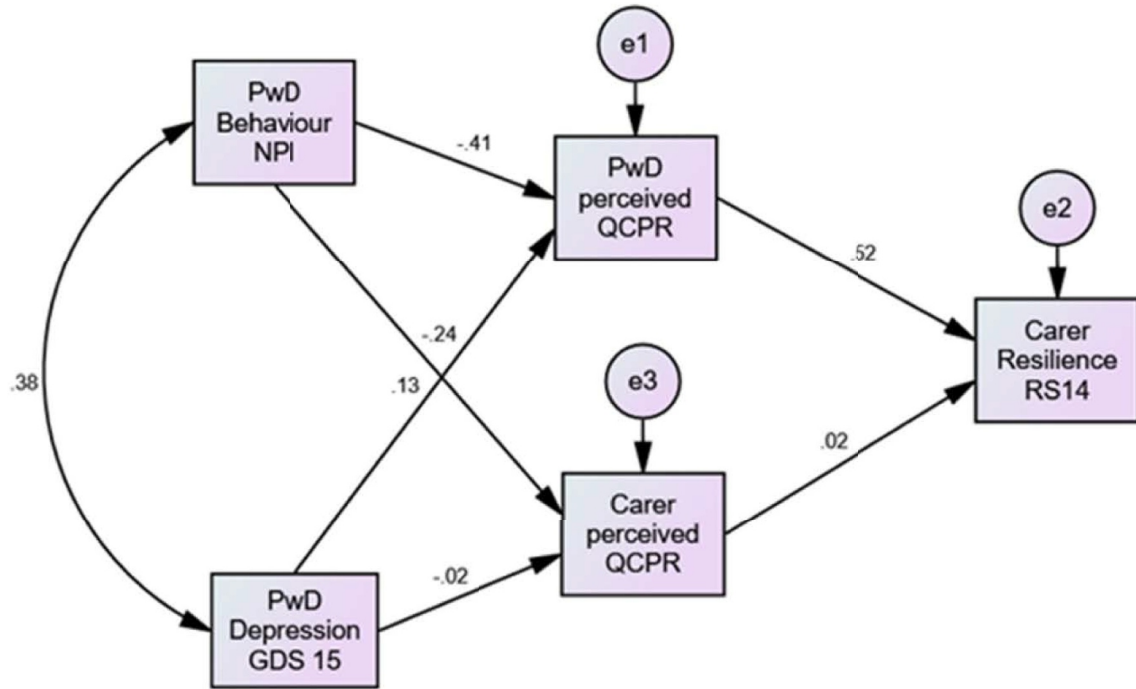 e1
PwD
Behaviour
NPI
-.41
PwD
perceived
QCPR
e2
.52
-.24
.13
.38
e3
Carer
Resilience
RS14
.02
Carer
perceived
QCPR
-.02
PwD
Depression
GDS 15